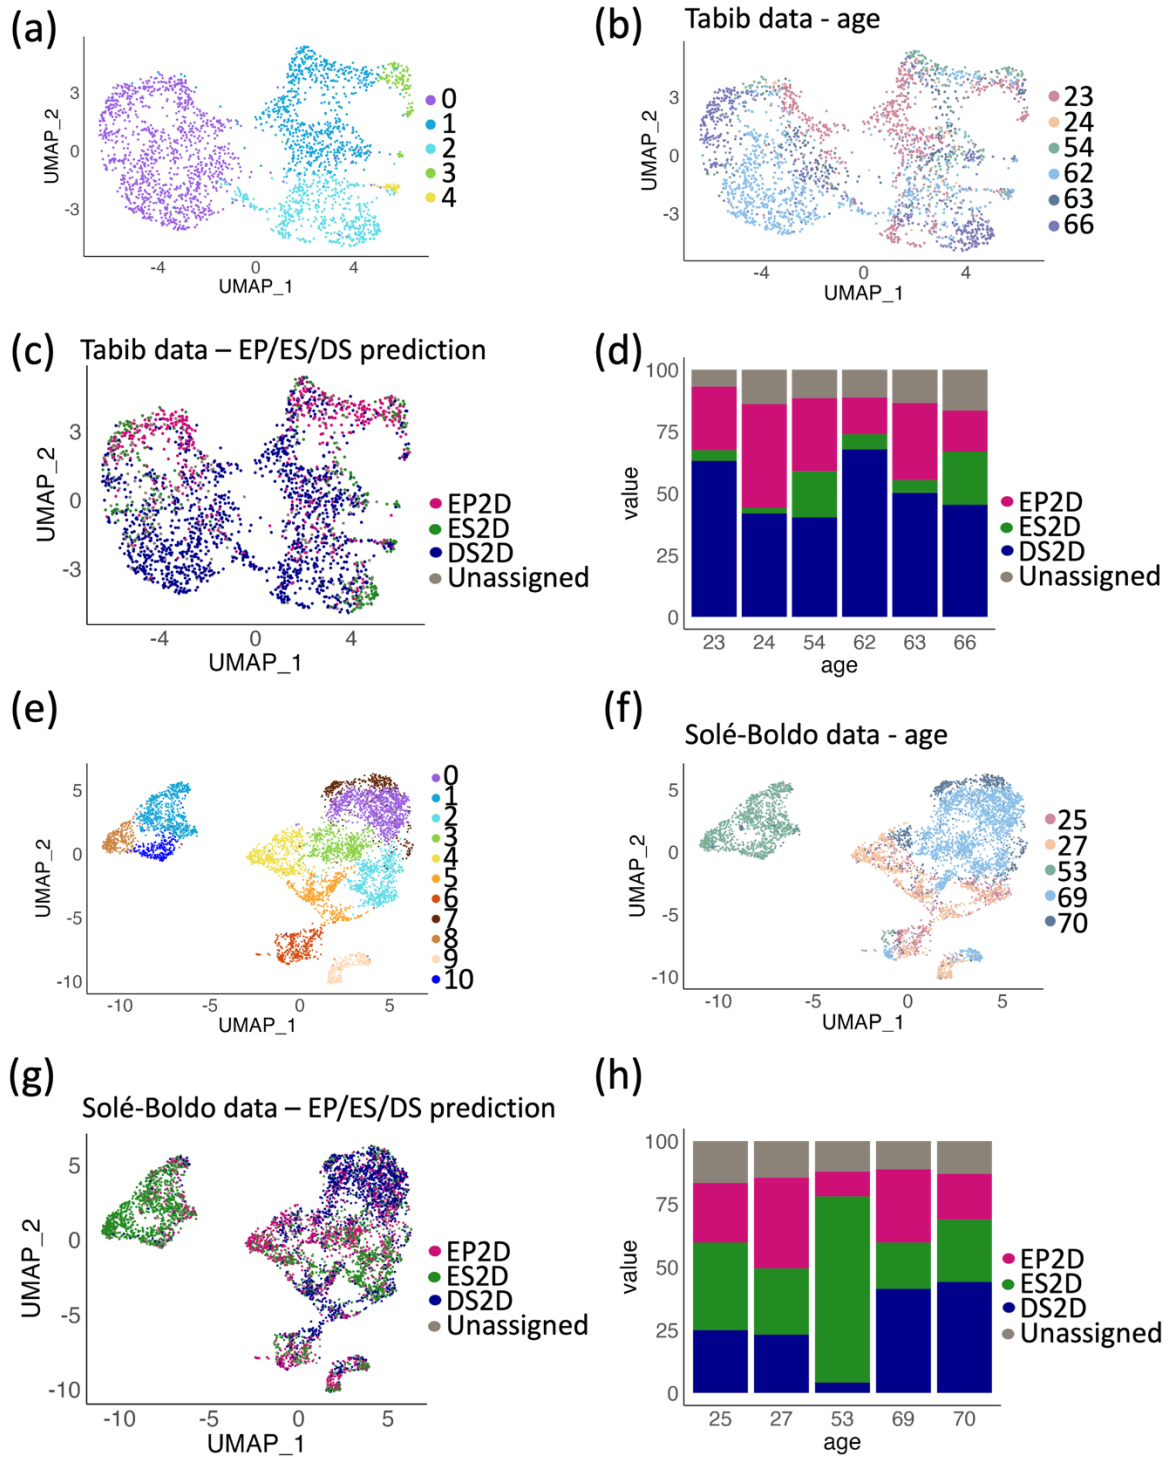 (a)
UMAP_2
3
0
-3
-4 0 4
UMAP_1
0
1
2
3
4
(b)
Tabib data - age
UMAP_2
3
0
-3
-4 0 4
UMAP_1
23
24
54
62
63
66
(c)
Tabib data – EP/ES/DS prediction
UMAP_2
3
0
-3
-4 0 4
UMAP_1
EP2D
ES2D
DS2D
Unassigned
(d)
value
100
75
50
25
0
23 24 54 62 63 66
age
EP2D
ES2D
DS2D
Unassigned
(e)
UMAP_2
5
0
-5
-10
-10 -5 0 5
UMAP_1
0
1
2
3
4
5
6
7
8
9
10
(f)
Solé-Boldo data - age
UMAP_2
5
0
-5
-10
-10 -5 0 5
UMAP_1
25
27
53
69
70
(g)
Solé-Boldo data – EP/ES/DS prediction
UMAP_2
5
0
-5
-10
-10 -5 0 5
UMAP_1
EP2D
ES2D
DS2D
Unassigned
(h)
value
100
75
50
25
0
25 27 53 69 70
age
EP2D
ES2D
DS2D
Unassigned